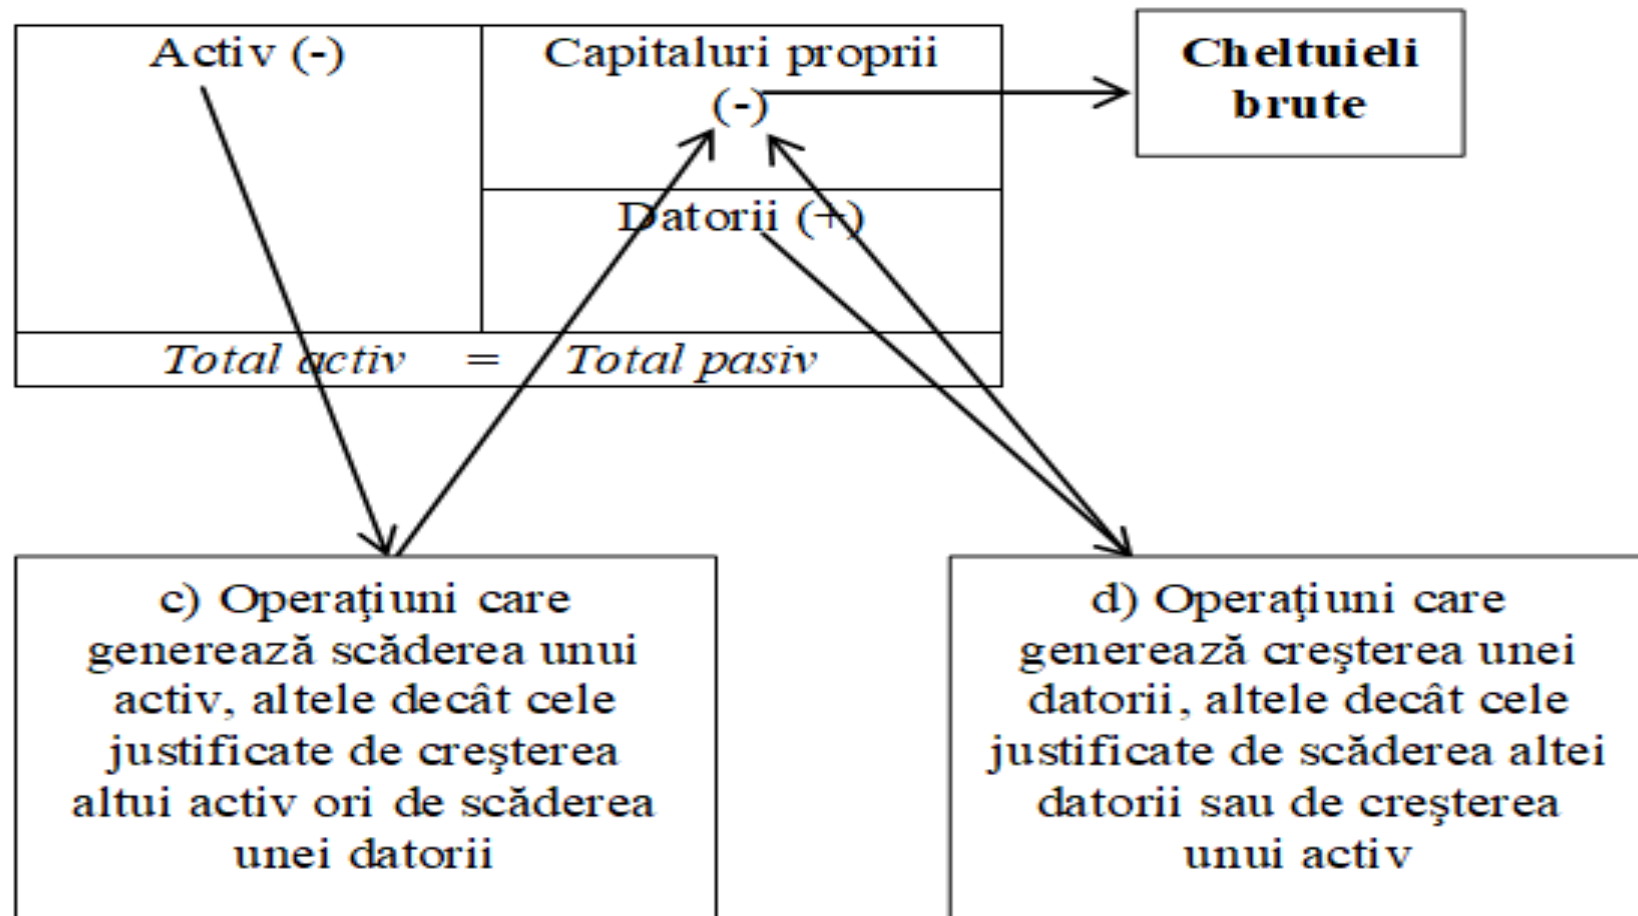 Activ (-)
Capitaluri proprii
(-)
Cheltuieli
brute
Datorii (+)
Total activ = Total pasiv
c) Operaţiuni care
generează scăderea unui
activ, altele decât cele
justificate de creşterea
altui activ ori de scăderea
unei datorii
d) Operaţiuni care
generează creşterea unei
datorii, altele decât cele
justificate de scăderea altei
datorii sau de creşterea
unui activ